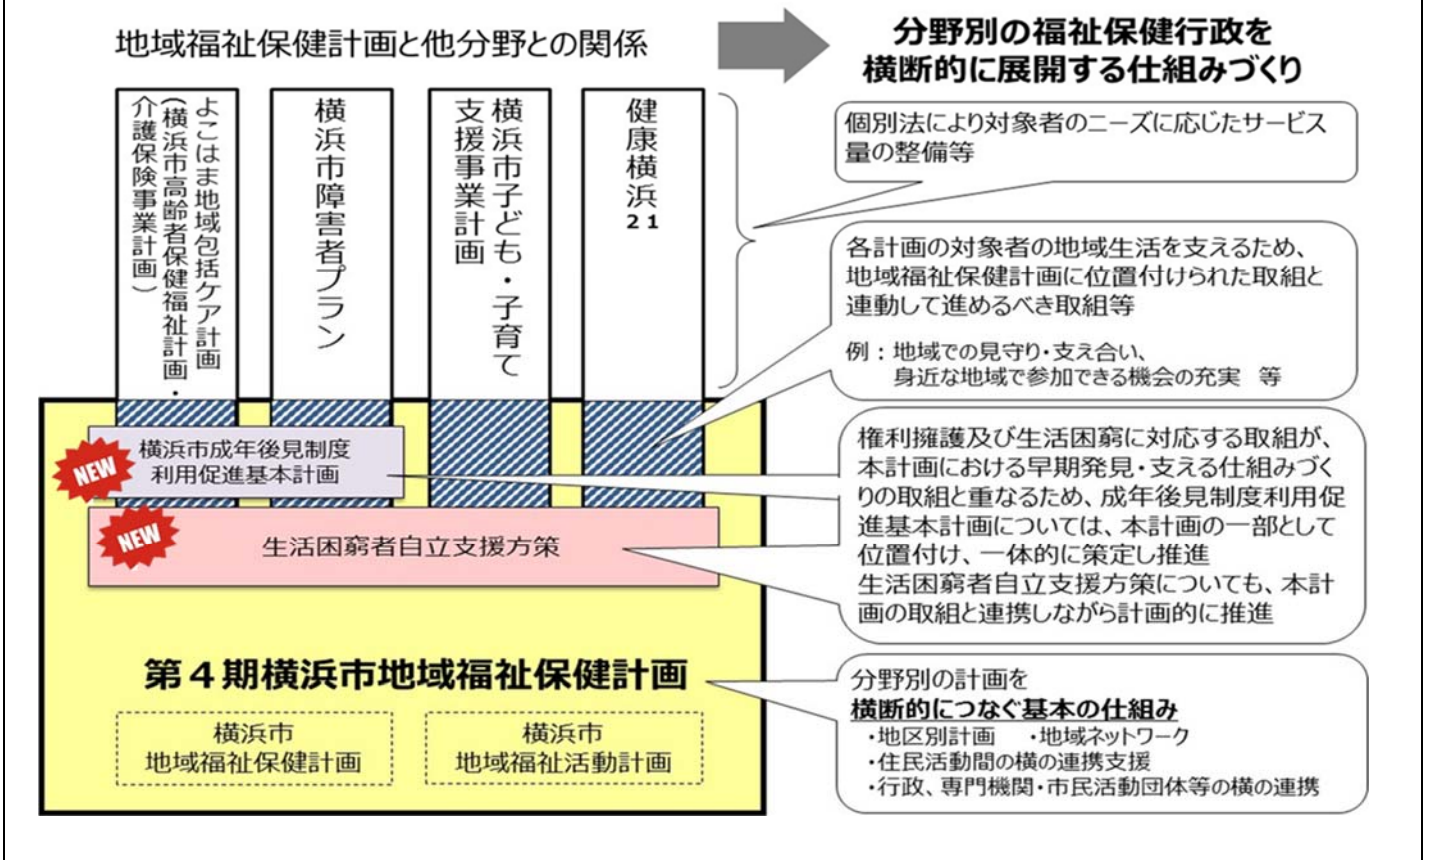 地域福祉保健計画と他分野との関係
分野別の福祉保健行政を
横断的に展開する仕組みづくり
よこはま地域包括ケア計画
(横浜市高齢者保健福祉計画・
介護保険事業計画)
横浜市障害者プラン
横浜市子ども・子育て
支援事業計画
健康横浜21
個別法により対象者のニーズに応じたサービス
量の整備等
各計画の対象者の地域生活を支えるため、
地域福祉保健計画に位置付けられた取組と
連動して進めるべき取組等
例：地域での見守り・支え合い、
身近な地域で参加できる機会の充実　等
NEW
横浜市成年後見制度
利用促進基本計画
NEW
生活困窮者自立支援方策
権利擁護及び生活困窮に対応する取組が、
本計画における早期発見・支える仕組みづく
りの取組と重なるため、成年後見制度利用促
進基本計画については、本計画の一部として
位置付け、一体的に策定し推進
生活困窮者自立支援方策についても、本計
画の取組と連携しながら計画的に推進
第４期横浜市地域福祉保健計画
横浜市
地域福祉保健計画
横浜市
地域福祉活動計画
分野別の計画を
横断的につなぐ基本の仕組み
・地区別計画　・地域ネットワーク
・住民活動間の横の連携支援
・行政、専門機関・市民活動団体等の横の連携